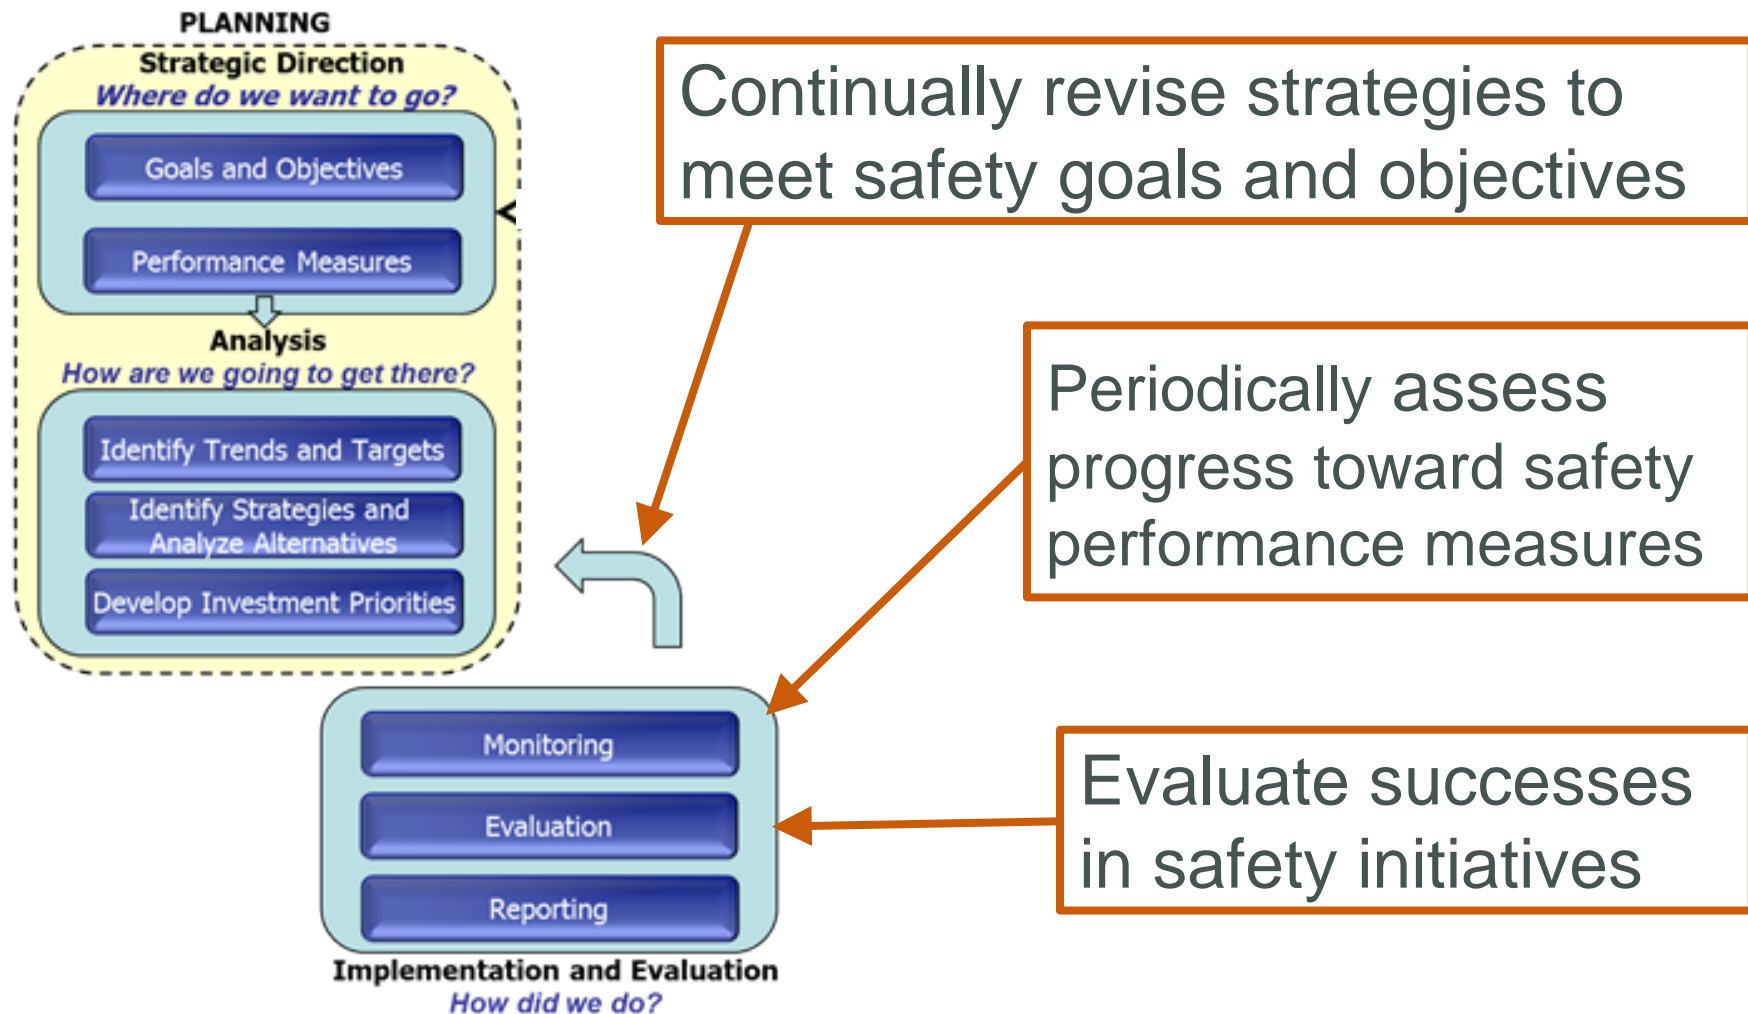 PLANNING
Strategic Direction
Where do we want to go?
Goals and Objectives
Performance Measures
Analysis
How are we going to get there?
Identify Trends and Targets
Identify Strategies and
Analyze Alternatives
Develop Investment Priorities
Monitoring
Evaluation
Reporting
Implementation and Evaluation
How did we do?
Continually revise strategies to
meet safety goals and objectives
Periodically assess
progress toward safety
performance measures
Evaluate successes
in safety initiatives